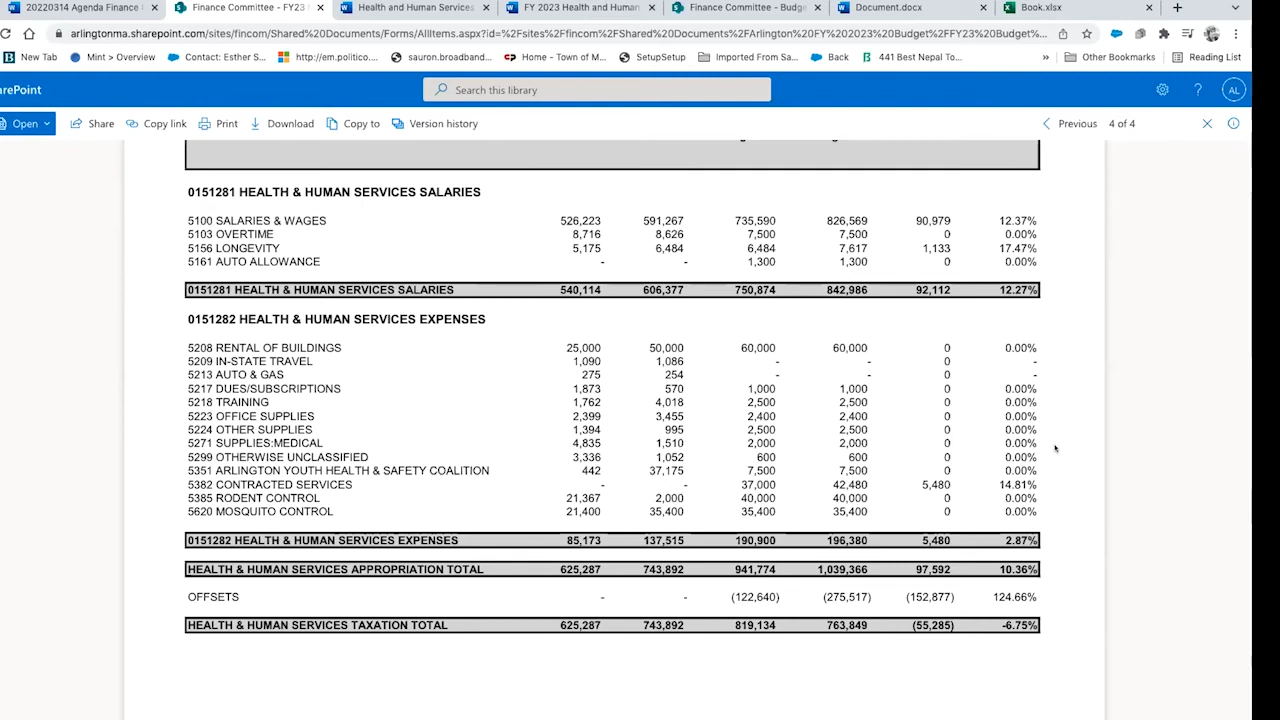 20220314 Agenda Finance
Finance Committee - FY23
Health and Human Services
FY 2023 Health and Human
Finance Committee - Budge
Document.docx
Book.xlsx
arlingtonma.sharepoint.com/sites/fincom/Shared%20Documents/Forms/AllItems.aspx?id=%2Fsites%2Ffincom%2FShared%20Documents%2FArlington%20FY%202023%20Budget%2FFY23%20Budget%...
New Tab
Mint > Overview
Contact: Esther S...
http://em.politico....
sauron.broadband...
Home - Town of M...
SetupSetup
Imported From Sa...
Back
441 Best Nepal To...
»
Other Bookmarks
Reading List
arePoint
Search this library
AL
Open
Share
Copy link
Print
Download
Copy to
Version history
Previous
4 of 4
0151281 HEALTH & HUMAN SERVICES SALARIES
5100 SALARIES & WAGES 526,223 591,267 735,590 826,569 90,979 12.37%
5103 OVERTIME 8,716 8,626 7,500 7,500 0 0.00%
5156 LONGEVITY 5,175 6,484 6,484 7,617 1,133 17.47%
5161 AUTO ALLOWANCE - - 1,300 1,300 0 0.00%
0151281 HEALTH & HUMAN SERVICES SALARIES 540,114 606,377 750,874 842,986 92,112 12.27%
0151282 HEALTH & HUMAN SERVICES EXPENSES
5208 RENTAL OF BUILDINGS 25,000 50,000 60,000 60,000 0 0.00%
5209 IN-STATE TRAVEL 1,090 1,086 - - 0 -
5213 AUTO & GAS 275 254 - - 0 -
5217 DUES/SUBSCRIPTIONS 1,873 570 1,000 1,000 0 0.00%
5218 TRAINING 1,762 4,018 2,500 2,500 0 0.00%
5223 OFFICE SUPPLIES 2,399 3,455 2,400 2,400 0 0.00%
5224 OTHER SUPPLIES 1,394 995 2,500 2,500 0 0.00%
5271 SUPPLIES:MEDICAL 4,835 1,510 2,000 2,000 0 0.00%
5299 OTHERWISE UNCLASSIFIED 3,336 1,052 600 600 0 0.00%
5351 ARLINGTON YOUTH HEALTH & SAFETY COALITION 442 37,175 7,500 7,500 0 0.00%
5382 CONTRACTED SERVICES - - 37,000 42,480 5,480 14.81%
5385 RODENT CONTROL 21,367 2,000 40,000 40,000 0 0.00%
5620 MOSQUITO CONTROL 21,400 35,400 35,400 35,400 0 0.00%
0151282 HEALTH & HUMAN SERVICES EXPENSES 85,173 137,515 190,900 196,380 5,480 2.87%
HEALTH & HUMAN SERVICES APPROPRIATION TOTAL 625,287 743,892 941,774 1,039,366 97,592 10.36%
OFFSETS - - (122,640) (275,517) (152,877) 124.66%
HEALTH & HUMAN SERVICES TAXATION TOTAL 625,287 743,892 819,134 763,849 (55,285) -6.75%